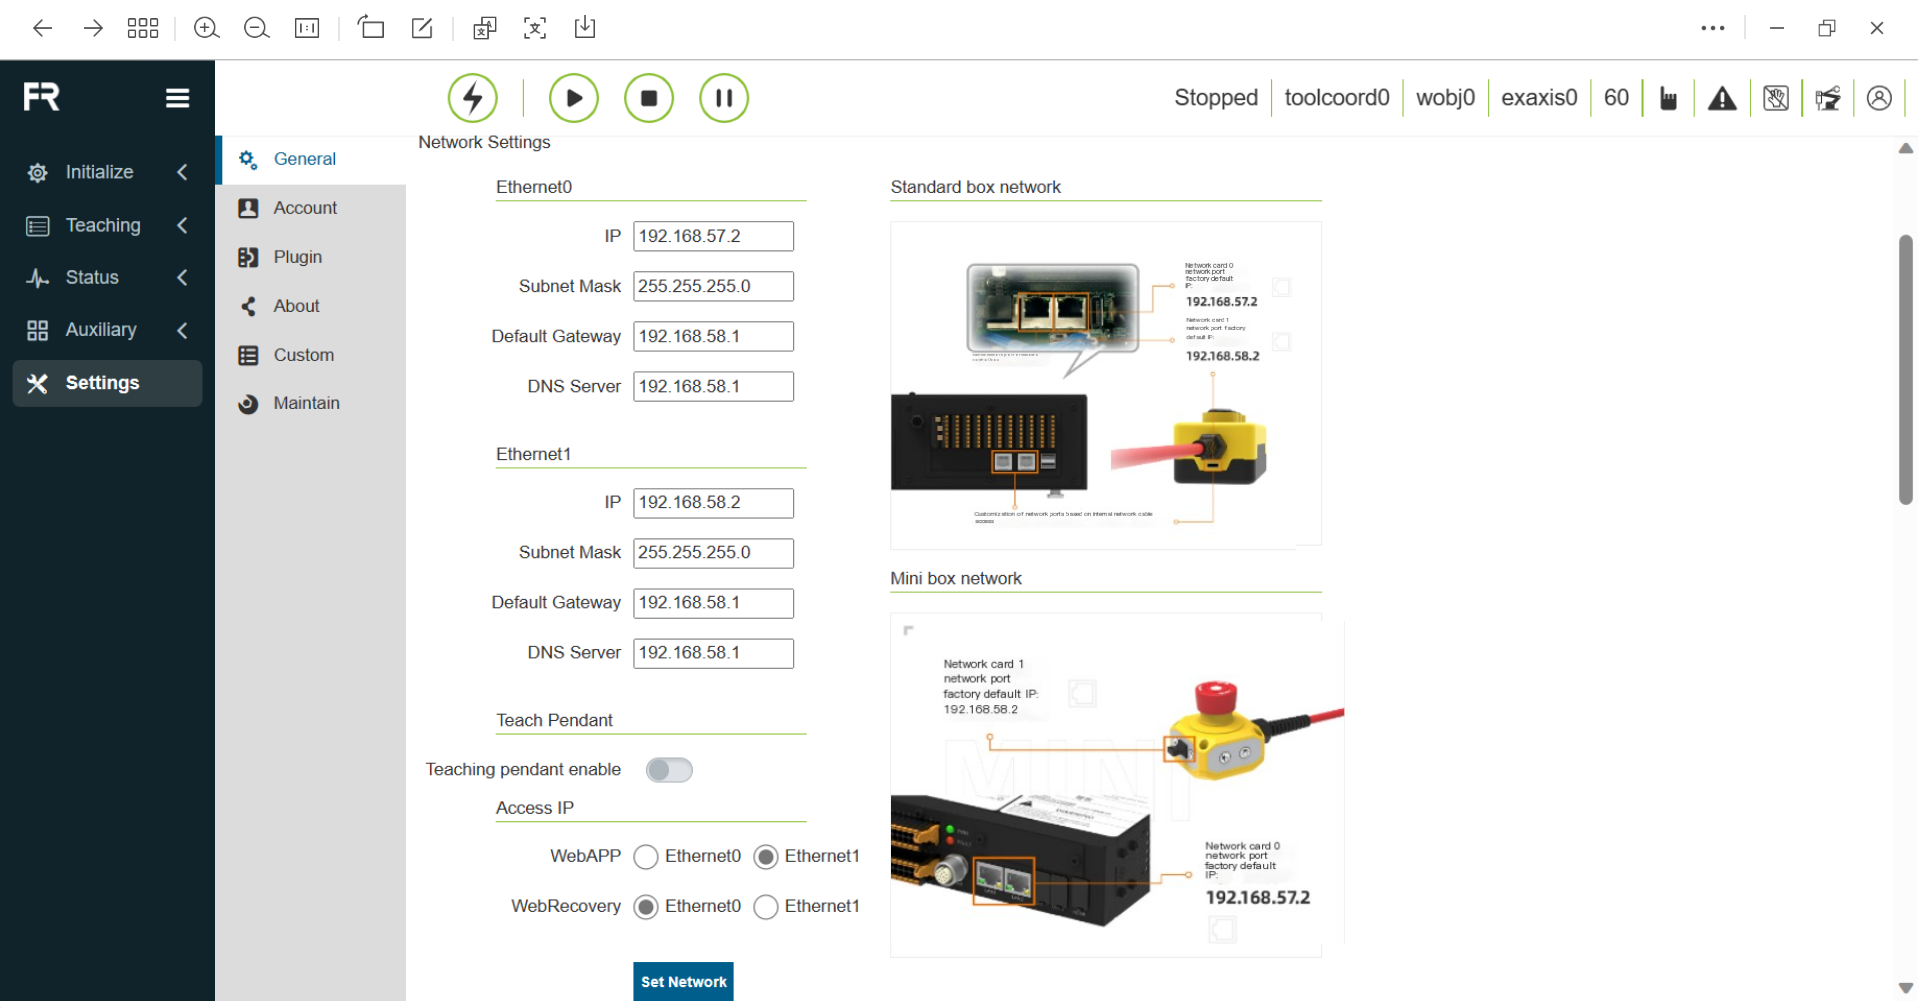 FR
Stopped
toolcoord0
wobj0
exaxis0
60
Initialize
Teaching
Status
Auxiliary
Settings
General
Account
Plugin
About
Custom
Maintain
Network Settings
Ethernet0
IP 192.168.57.2
Subnet Mask 255.255.255.0
Default Gateway 192.168.58.1
DNS Server 192.168.58.1
Ethernet1
IP 192.168.58.2
Subnet Mask 255.255.255.0
Default Gateway 192.168.58.1
DNS Server 192.168.58.1
Teach Pendant
Teaching pendant enable
Access IP
WebAPP Ethernet0 Ethernet1
WebRecovery Ethernet0 Ethernet1
Set Network
Standard box network
Network card 0
network port
factory default
IP:
192.168.57.2
Network card 1
network port factory
default IP:
192.168.58.2
Customization of network ports based on internal network cable
access
Mini box network
Network card 1
network port
factory default IP:
192.168.58.2
MINI
Network card 0
network port
factory default
IP:
192.168.57.2